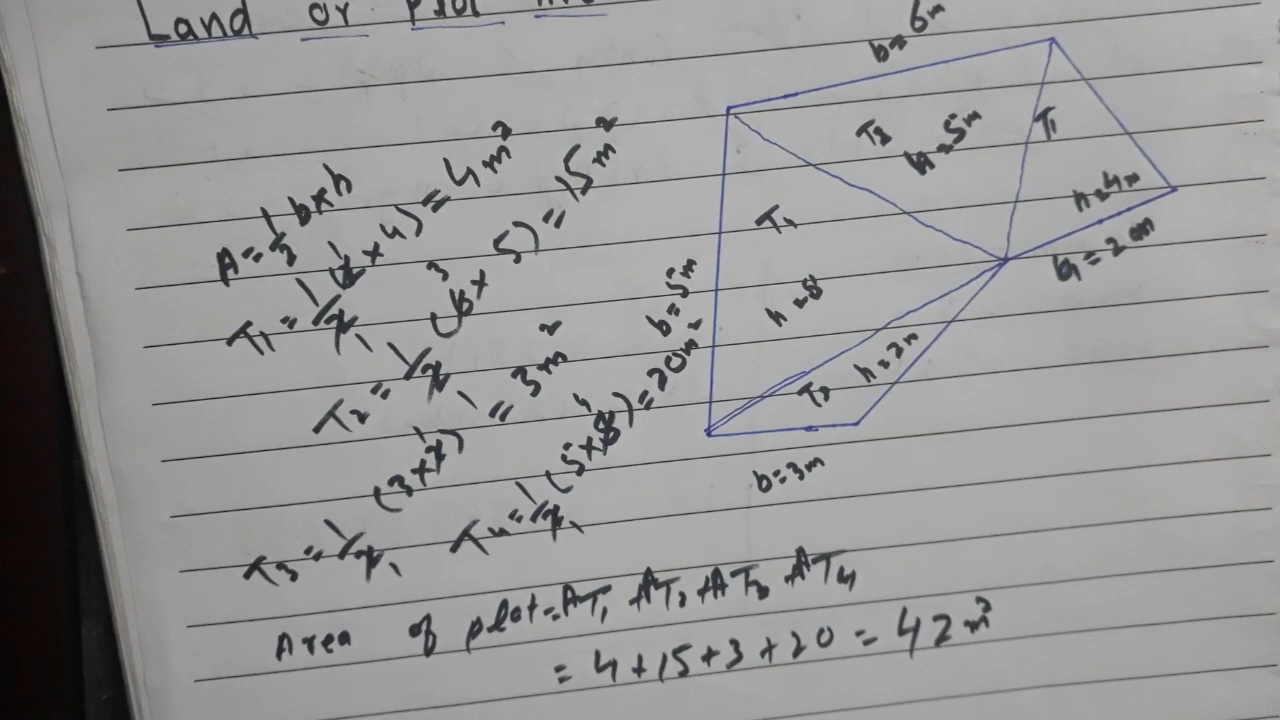 Land or Plot
A = 1/2 b×h
T1 = 1/2 (2×4) = 4m²
T2 = 1/2 (6×5) = 15m²
T3 = 1/2 (3×2) = 3m²
T4 = 1/2 (5×8) = 20m²
Area of plot = AT1 + AT2 + AT3 + AT4
= 4+15+3+20 = 42m²
b=6m
h=5m
T1
h=4m
b1=2m
T1
b=5m
h=8
h=2m
b=3m